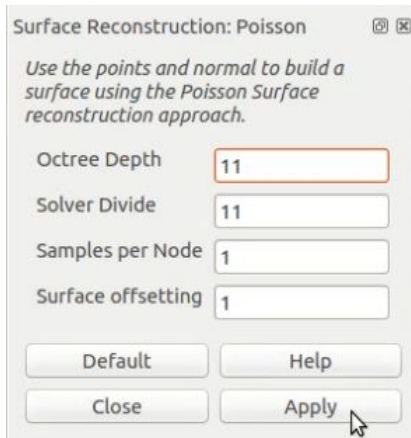 Surface Reconstruction: Poisson
Use the points and normal to build a
surface using the Poisson Surface
reconstruction approach.
Octree Depth 11
Solver Divide 11
Samples per Node 1
Surface offsetting 1
Default Help
Close Apply